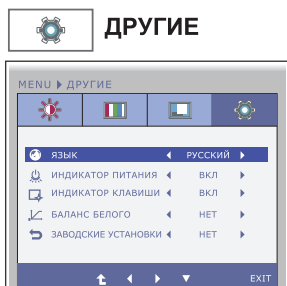 ДРУГИЕ
MENU ДРУГИЕ
ЯЗЫК РУССКИЙ
ИНДИКАТОР ПИТАНИЯ ВКЛ
ИНДИКАТОР КЛАВИШИ ВКЛ
БАЛАНС БЕЛОГО НЕТ
ЗАВОДСКИЕ УСТАНОВКИ НЕТ
EXIT